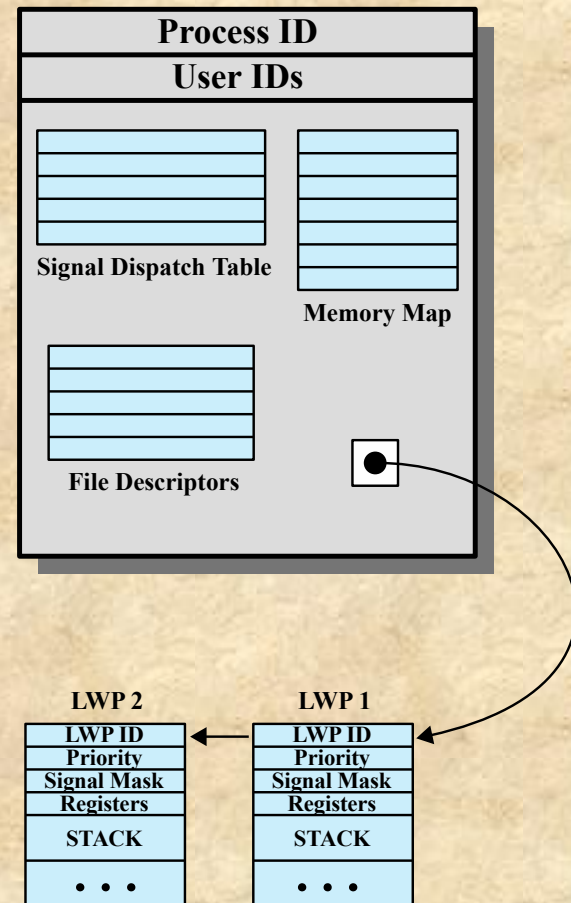 Process ID
User IDs
Signal Dispatch Table
Memory Map
File Descriptors
LWP 2
LWP 1
LWP ID
LWP ID
Priority
Priority
Signal Mask
Signal Mask
Registers
Registers
STACK
STACK
• • •
• • •